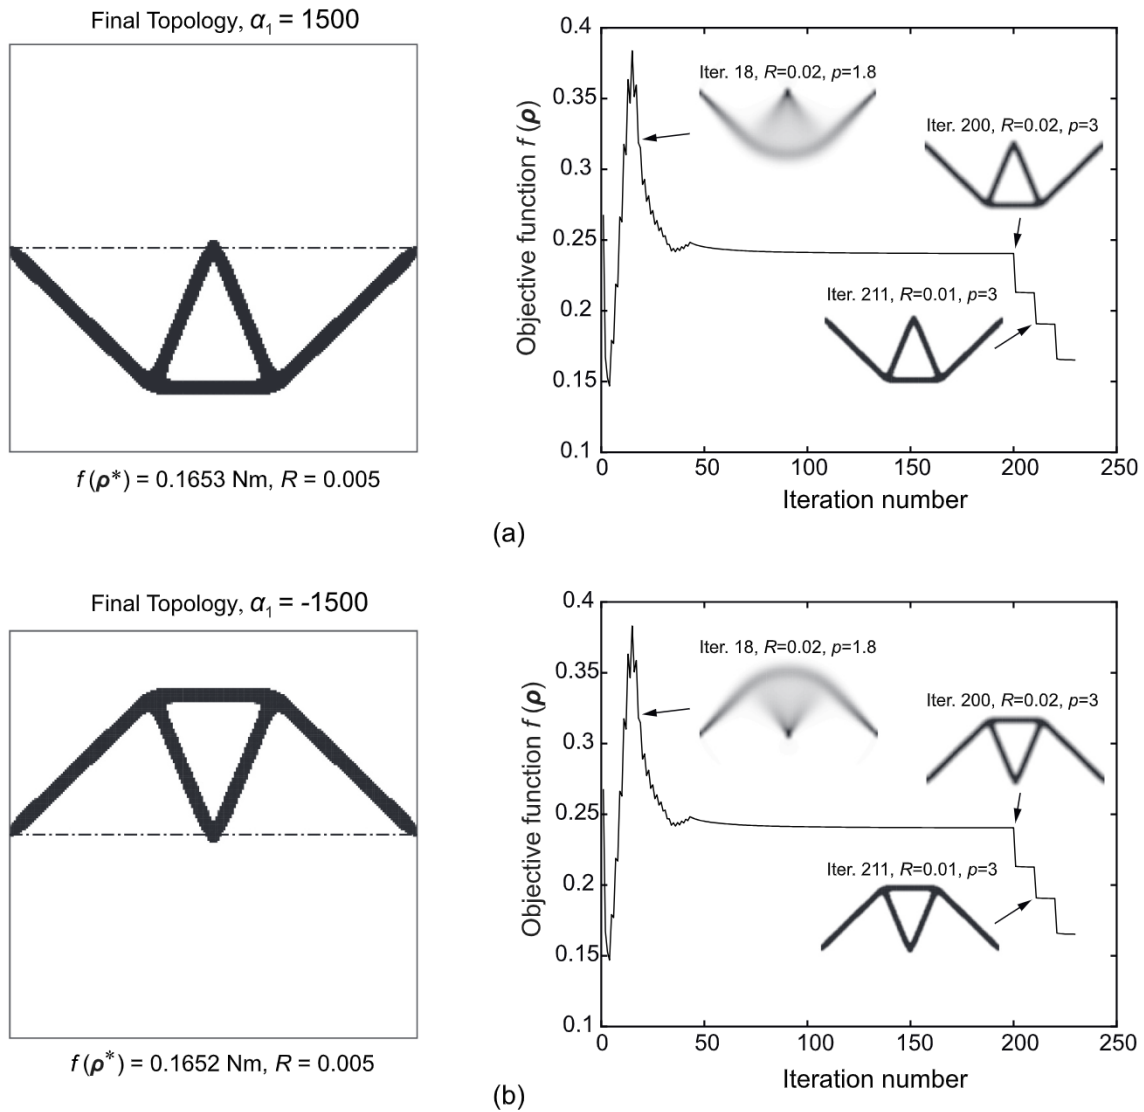 Final Topology, α₁ = 1500
f (ρ*) = 0.1653 Nm, R = 0.005
Objective function f (ρ)
0.4
0.35
0.3
0.25
0.2
0.15
0.1
Iter. 18, R=0.02, p=1.8
Iter. 200, R=0.02, p=3
Iter. 211, R=0.01, p=3
0
50
100
150
200
250
Iteration number
(a)
Final Topology, α₁ = -1500
f (ρ*) = 0.1652 Nm, R = 0.005
Objective function f (ρ)
0.4
0.35
0.3
0.25
0.2
0.15
0.1
Iter. 18, R=0.02, p=1.8
Iter. 200, R=0.02, p=3
Iter. 211, R=0.01, p=3
0
50
100
150
200
250
Iteration number
(b)